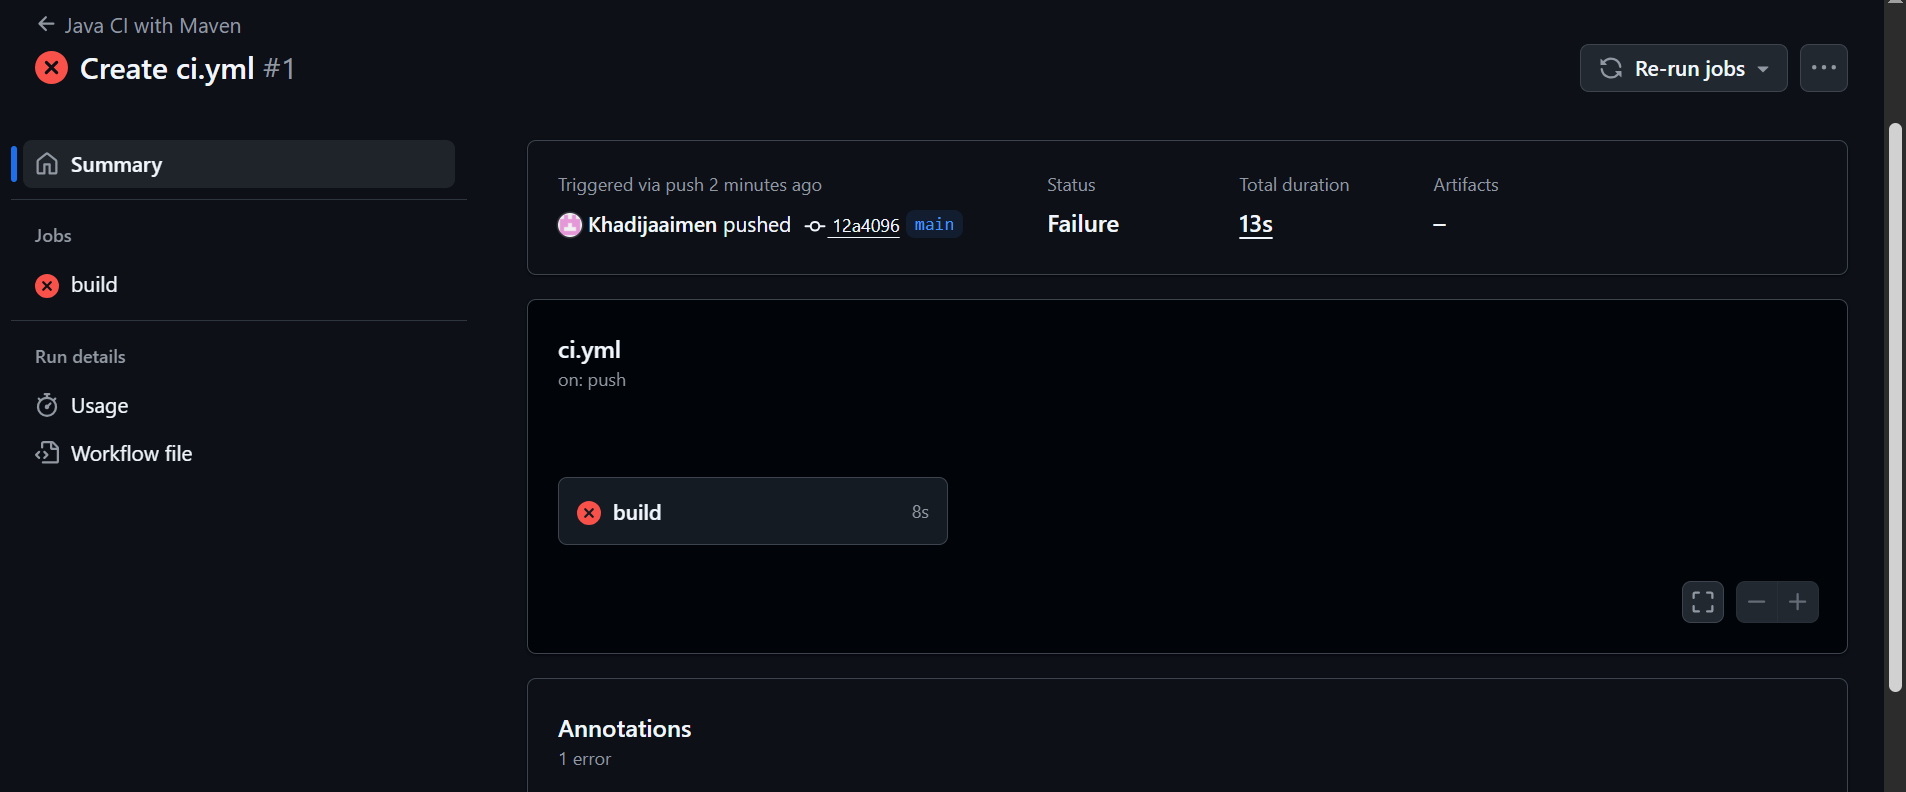 Java CI with Maven
Create ci.yml #1
Re-run jobs
Summary
Jobs
build
Run details
Usage
Workflow file
Triggered via push 2 minutes ago
Khadijaaimen pushed 12a4096 main
Status
Failure
Total duration
13s
Artifacts
–
ci.yml
on: push
build 8s
Annotations
1 error